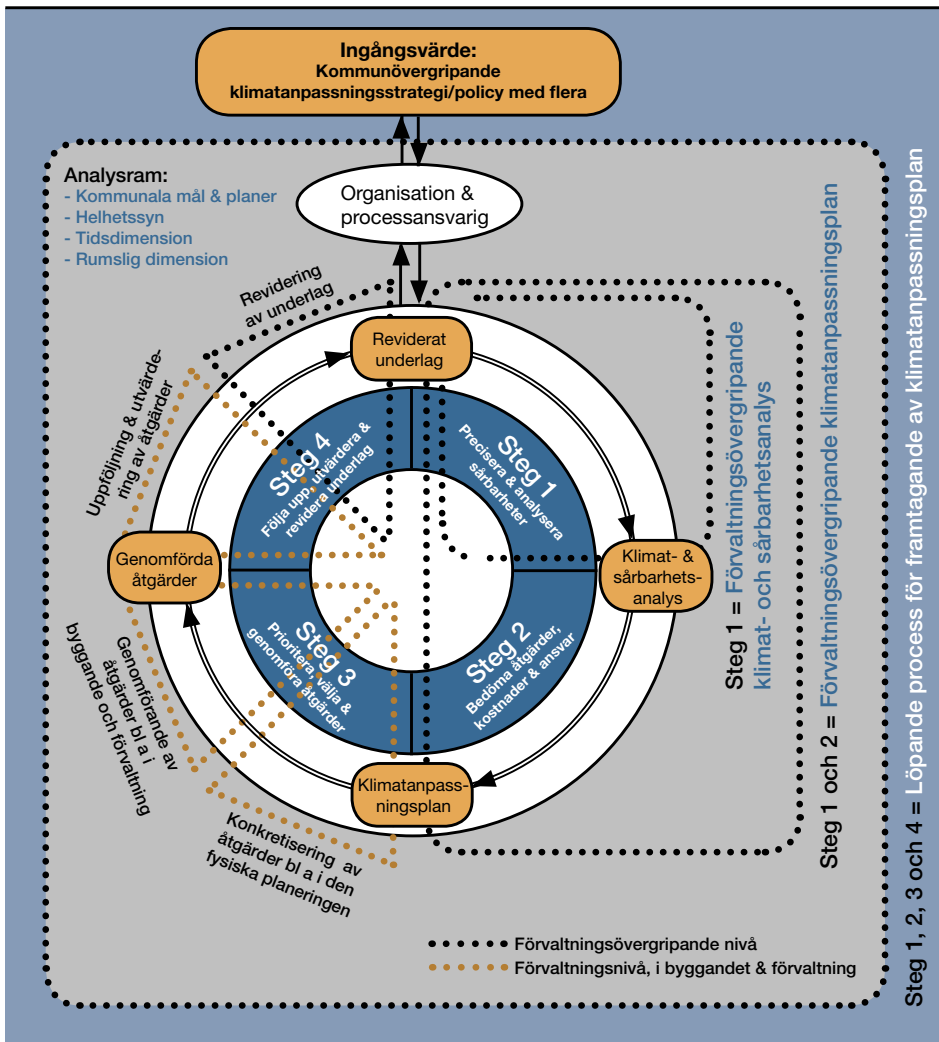 Ingångsvärde:
Kommunövergripande
klimatanpassningsstrategi/policy med flera
Analysram:
- Kommunala mål & planer
- Helhetssyn
- Tidsdimension
- Rumslig dimension
Organisation &
processansvarig
Revidering
av underlag
Reviderat
underlag
Uppföljning & utvärde-
ring av åtgärder
Steg 4
Följa upp, utvärdera &
revidera underlag
Steg 1
Precisera & analysera
sårbarheter
Genomförda
åtgärder
Klimat- &
sårbarhets-
analys
Steg 3
Prioritera, välja &
genomföra åtgärder
Steg 2
Bedöma åtgärder,
kostnader & ansvar
Genomförande av
åtgärder bl a i
byggande och förvaltning
Klimatanpass-
ningsplan
Konkretisering av
åtgärder bl a i den
fysiska planeringen
Steg 1 = Förvaltningsövergripande
klimat- och sårbarhetsanalys
Steg 1 och 2 = Förvaltningsövergripande klimatanpassningsplan
Steg 1, 2, 3 och 4 = Löpande process för framtagande av klimatanpassningsplan
Förvaltningsövergripande nivå
Förvaltningsnivå, i byggandet & förvaltning